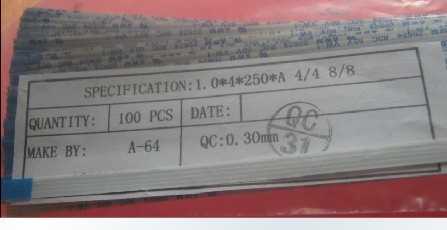 SPECIFICATION:1.0*4*250*A 4/4 8/8
QUANTITY: 100 PCS DATE:
MAKE BY: A-64 QC:0.30mm
QC
31